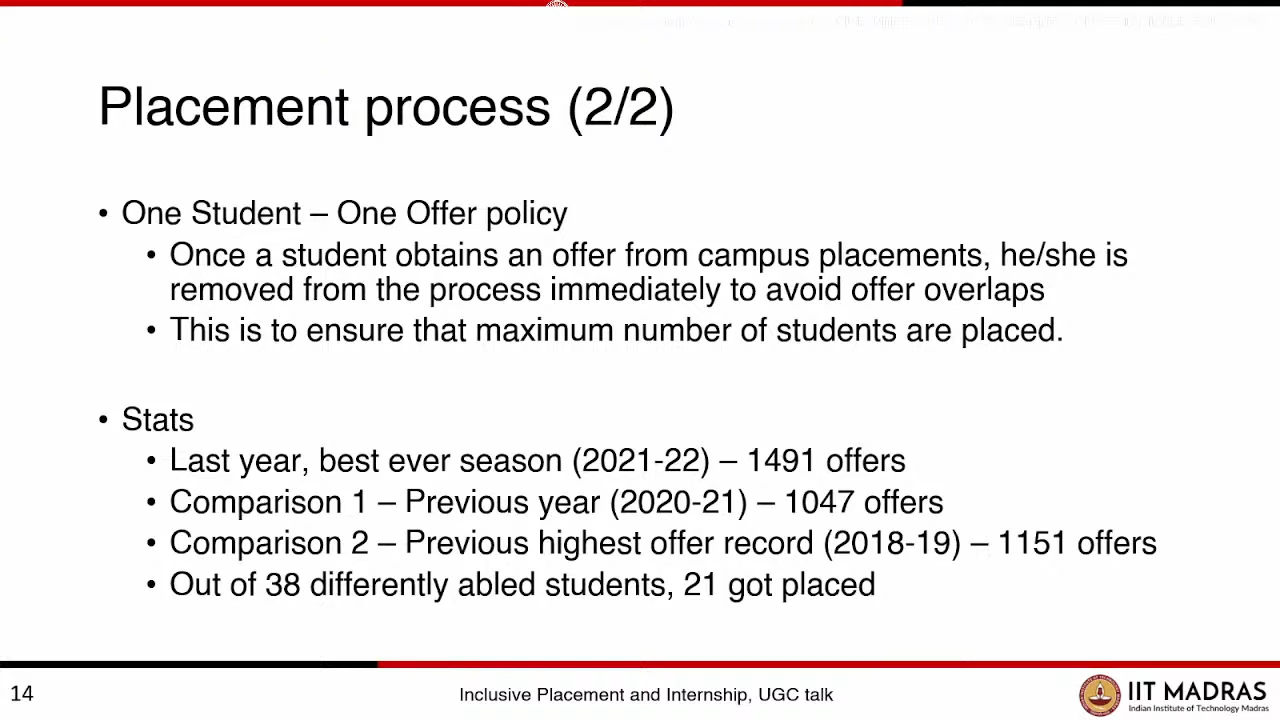 Placement process (2/2)
• One Student – One Offer policy
• Once a student obtains an offer from campus placements, he/she is
removed from the process immediately to avoid offer overlaps
• This is to ensure that maximum number of students are placed.
• Stats
• Last year, best ever season (2021-22) – 1491 offers
• Comparison 1 – Previous year (2020-21) – 1047 offers
• Comparison 2 – Previous highest offer record (2018-19) – 1151 offers
• Out of 38 differently abled students, 21 got placed
14
Inclusive Placement and Internship, UGC talk
IIT MADRAS
Indian Institute of Technology Madras